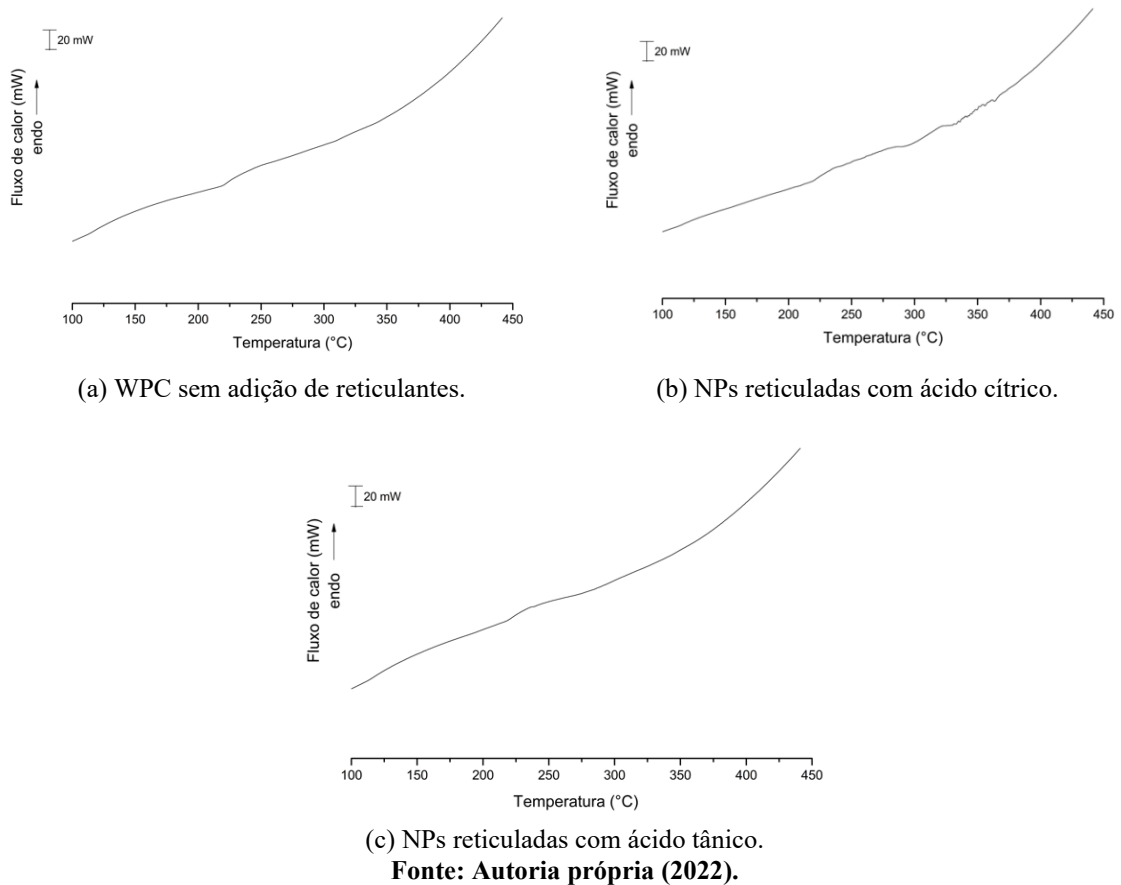 20 mW
Fluxo de calor (mW)
endo
100 150 200 250 300 350 400 450
Temperatura (°C)
(a) WPC sem adição de reticulantes.
20 mW
Fluxo de calor (mW)
endo
100 150 200 250 300 350 400 450
Temperatura (°C)
(b) NPs reticuladas com ácido cítrico.
20 mW
Fluxo de calor (mW)
endo
100 150 200 250 300 350 400 450
Temperatura (°C)
(c) NPs reticuladas com ácido tânico.
Fonte: Autoria própria (2022).